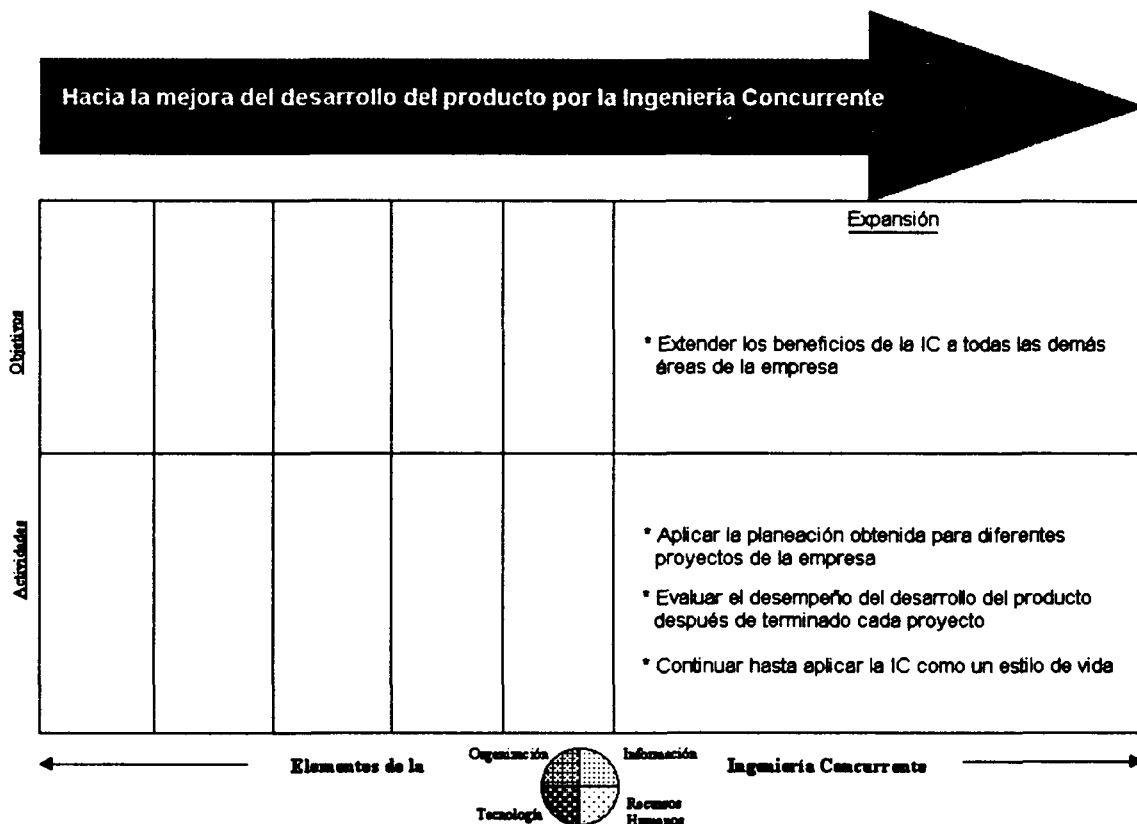 Hacia la mejora del desarrollo del producto por la Ingeniería Concurrente
Expansión
Objetivos
* Extender los beneficios de la IC a todas las demás
áreas de la empresa
Actividades
* Aplicar la planeación obtenida para diferentes
proyectos de la empresa
* Evaluar el desempeño del desarrollo del producto
después de terminado cada proyecto
* Continuar hasta aplicar la IC como un estilo de vida
Organización
Información
Elementos de la
Ingeniería Concurrente
Tecnología
Recursos
Humanos